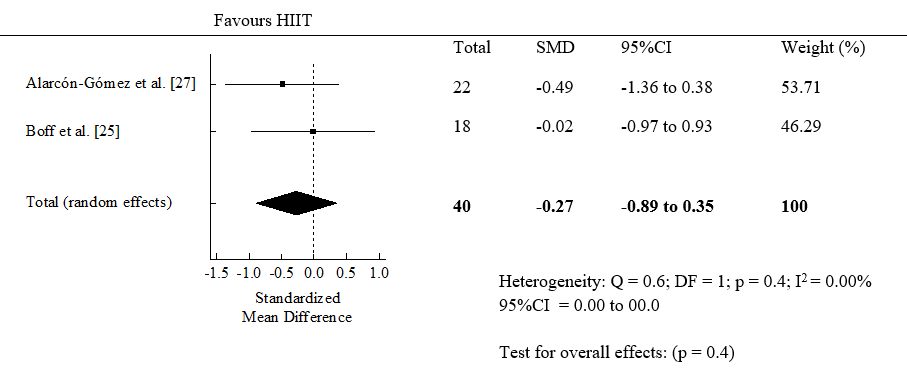 Favours HIIT
Total SMD 95%CI Weight (%)
Alarcón-Gómez et al. [27] 22 -0.49 -1.36 to 0.38 53.71
Boff et al. [25] 18 -0.02 -0.97 to 0.93 46.29
Total (random effects) 40 -0.27 -0.89 to 0.35 100
-1.5 -1.0 -0.5 0.0 0.5 1.0
Standardized
Mean Difference
Heterogeneity: Q = 0.6; DF = 1; p = 0.4; I² = 0.00%
95%CI = 0.00 to 00.0
Test for overall effects: (p = 0.4)